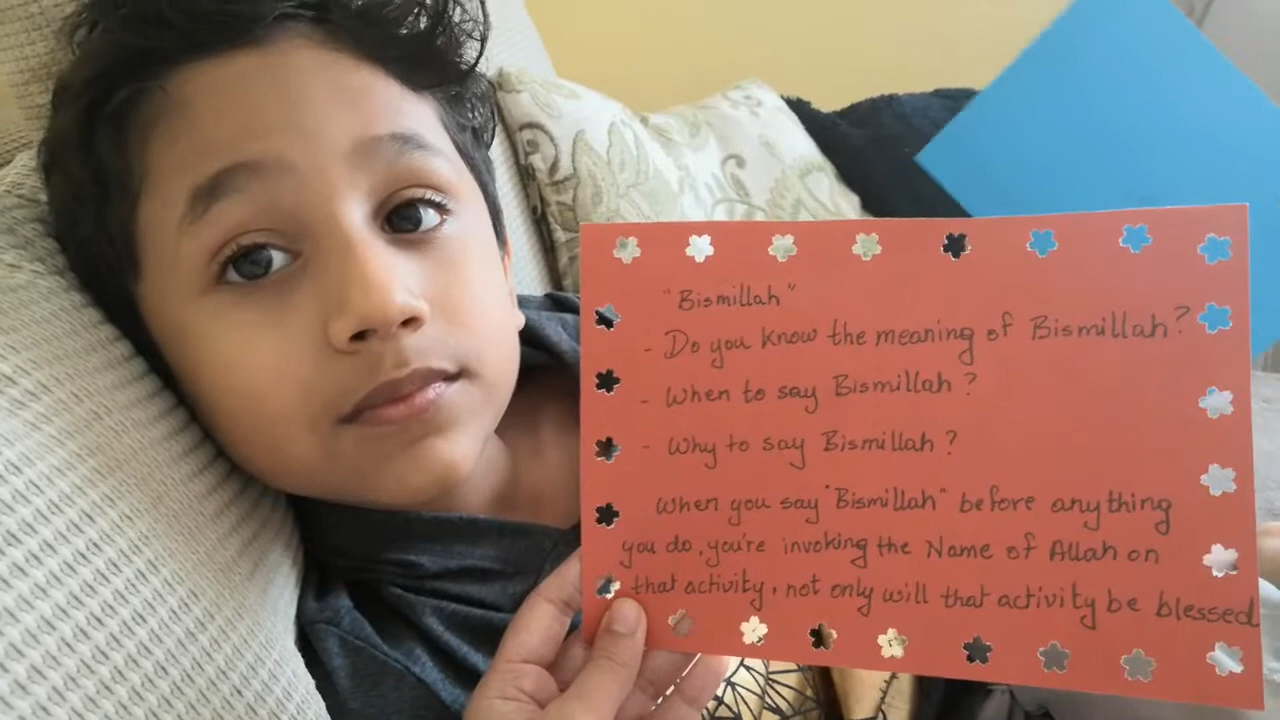 "Bismillah"
- Do you know the meaning of Bismillah?
- When to say Bismillah?
- Why to say Bismillah?
When you say "Bismillah" before anything
you do, you're invoking the Name of Allah on
that activity, not only will that activity be blessed